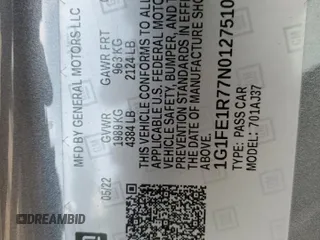 MFD BY GENERAL MOTORS LLC
05/22 GVWR GAWR FRT
1989 KG 963 KG
4384 LB 2124 LB
THIS VEHICLE CONFORMS TO ALL
APPLICABLE U.S. FEDERAL MOTOR
VEHICLE SAFETY, BUMPER, AND THEFT
PREVENTION STANDARDS IN EFFECT
ON THE DATE OF MANUFACTURE SHOWN
ABOVE.
1G1FE1R77N0127510
TYPE: PASS CAR
MODEL: 701AJ37
DREAMBID